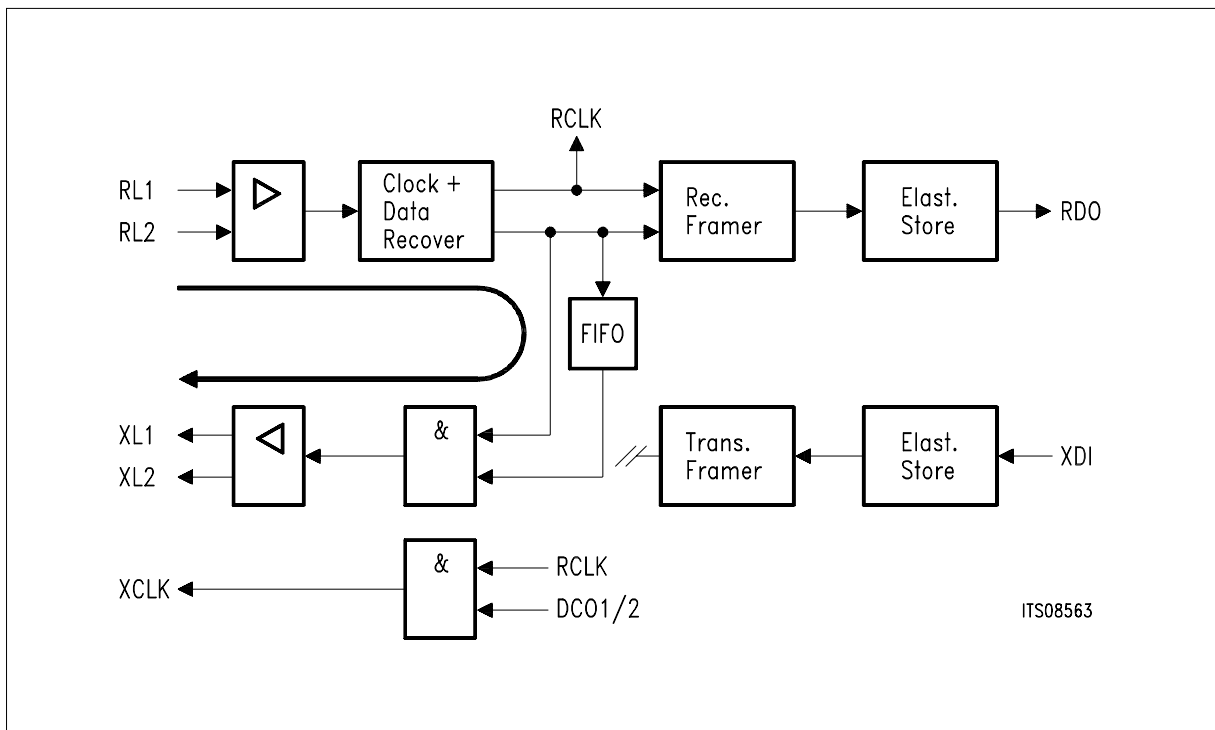 RCLK
RL1
RL2
Clock +
Data
Recover
Rec.
Framer
Elast.
Store
RDO
FIFO
XL1
XL2
&
Trans.
Framer
Elast.
Store
XDI
XCLK
&
RCLK
DCO1/2
ITS08563